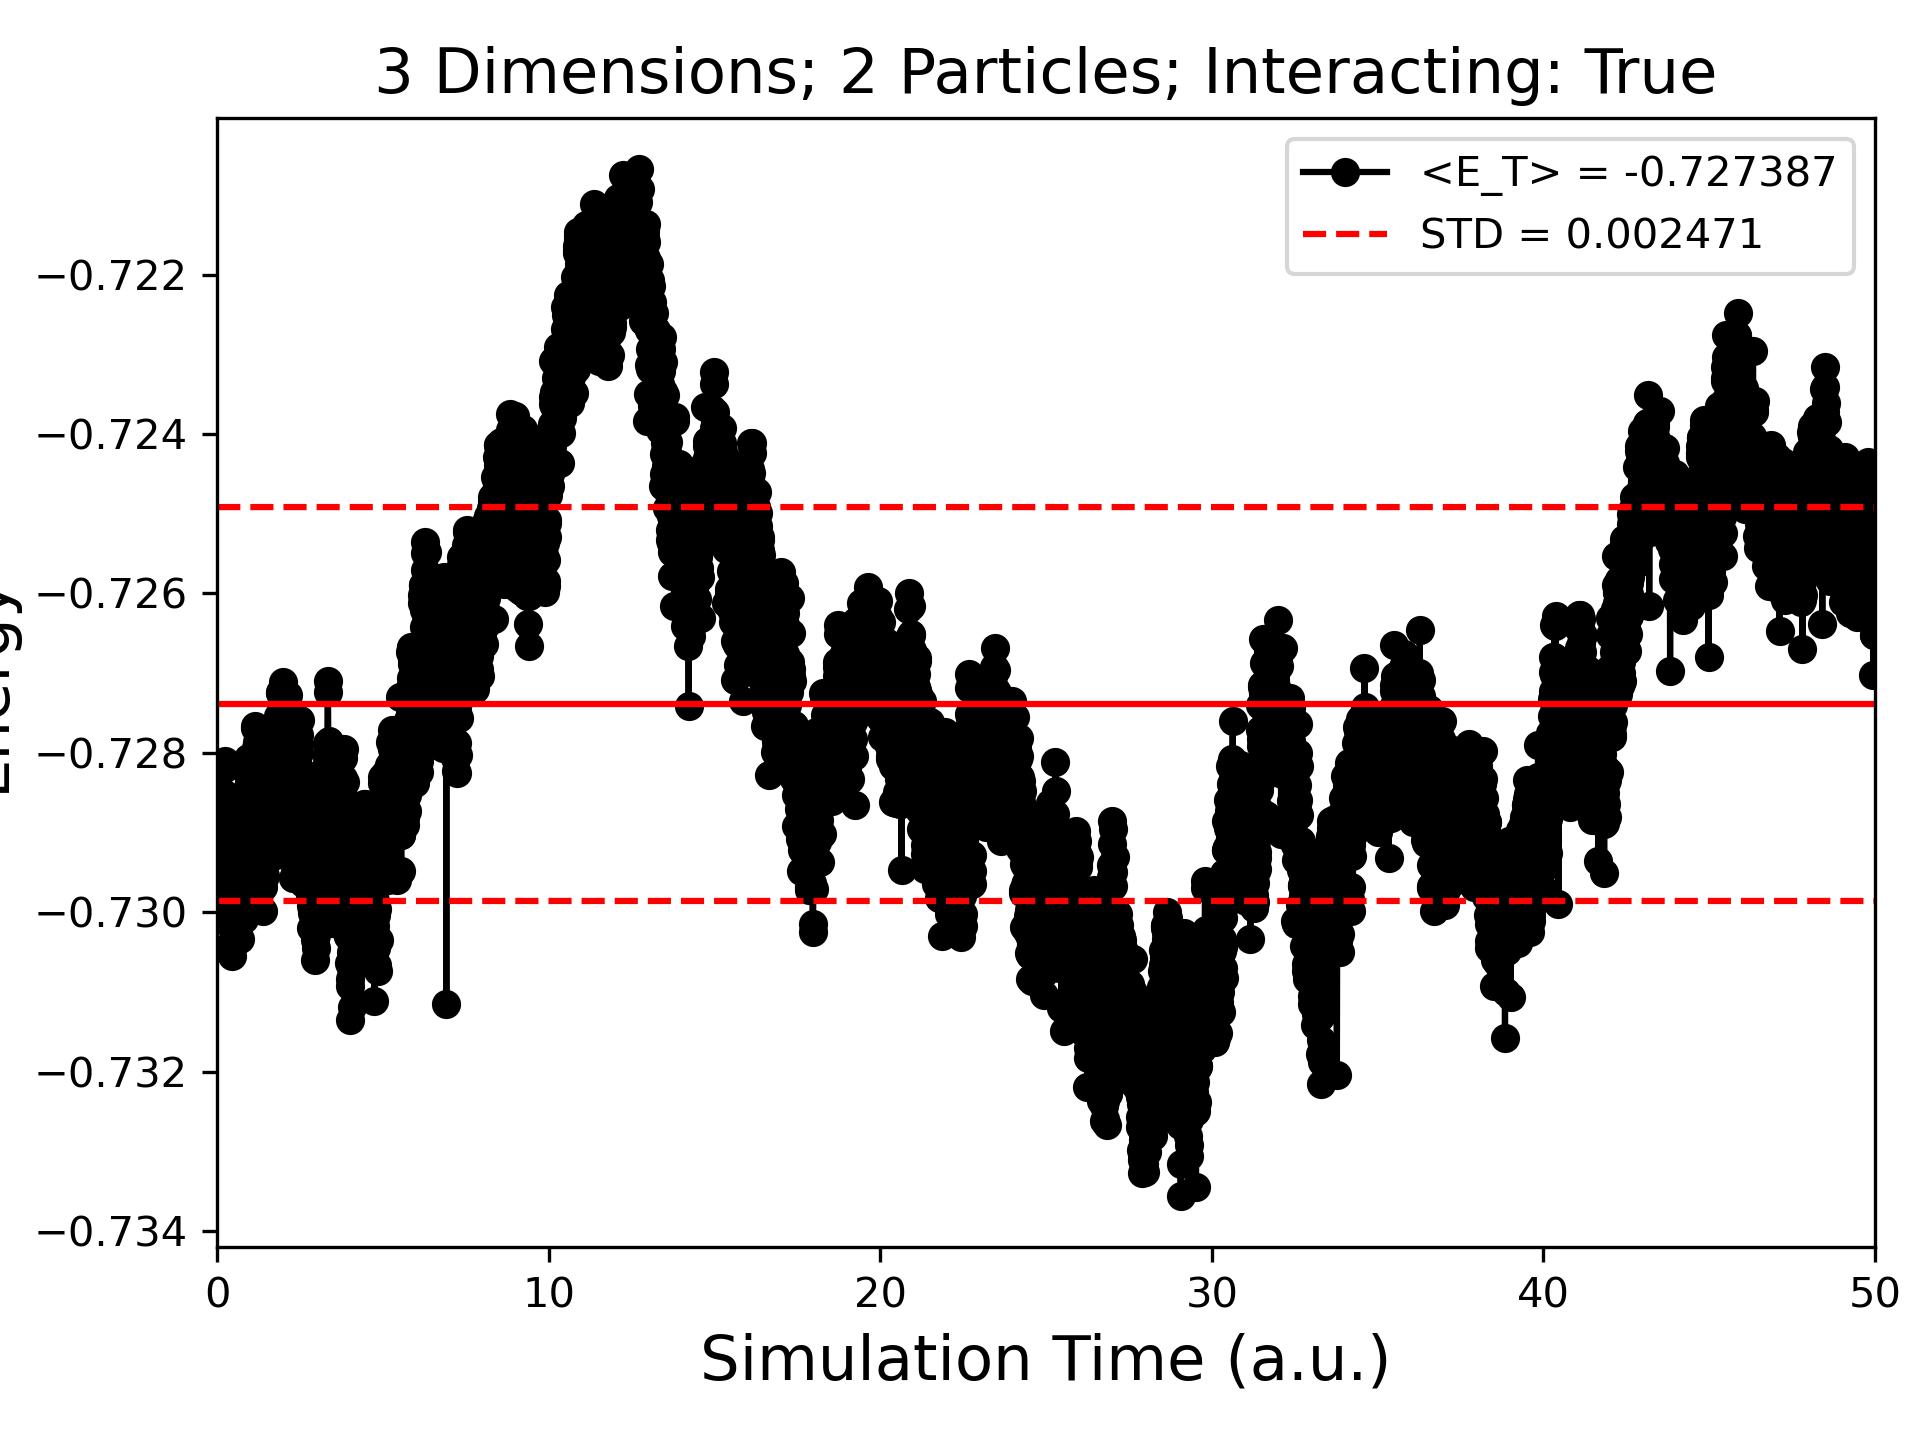 3 Dimensions; 2 Particles; Interacting: True
<E_T> = -0.727387
STD = 0.002471
−0.722
−0.724
−0.726
−0.728
−0.730
−0.732
−0.734
Energy
0 10 20 30 40 50
Simulation Time (a.u.)